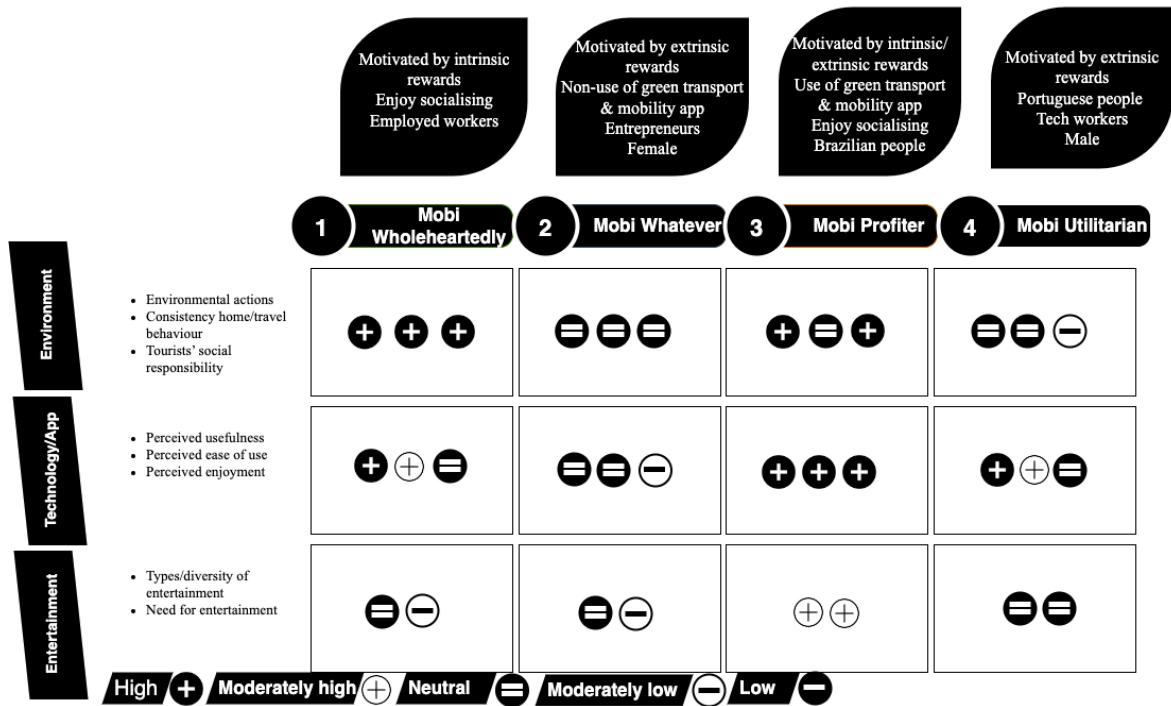 Motivated by intrinsic
rewards
Enjoy socialising
Employed workers
Motivated by extrinsic
rewards
Non-use of green transport
& mobility app
Entrepreneurs
Female
Motivated by intrinsic/
extrinsic rewards
Use of green transport
& mobility app
Enjoy socialising
Brazilian people
Motivated by extrinsic
rewards
Portuguese people
Tech workers
Male
1
Mobi
Wholeheartedly
2
Mobi Whatever
3
Mobi Profiter
4
Mobi Utilitarian
Environment
• Environmental actions
• Consistency home/travel
behaviour
• Tourists' social
responsibility
+ + +
= = =
+ = +
= = −
Technology/App
• Perceived usefulness
• Perceived ease of use
• Perceived enjoyment
+ + =
= = −
+ + +
+ + =
Entertainment
• Types/diversity of
entertainment
• Need for entertainment
= −
= −
+ +
= =
High + Moderately high + Neutral = Moderately low − Low −